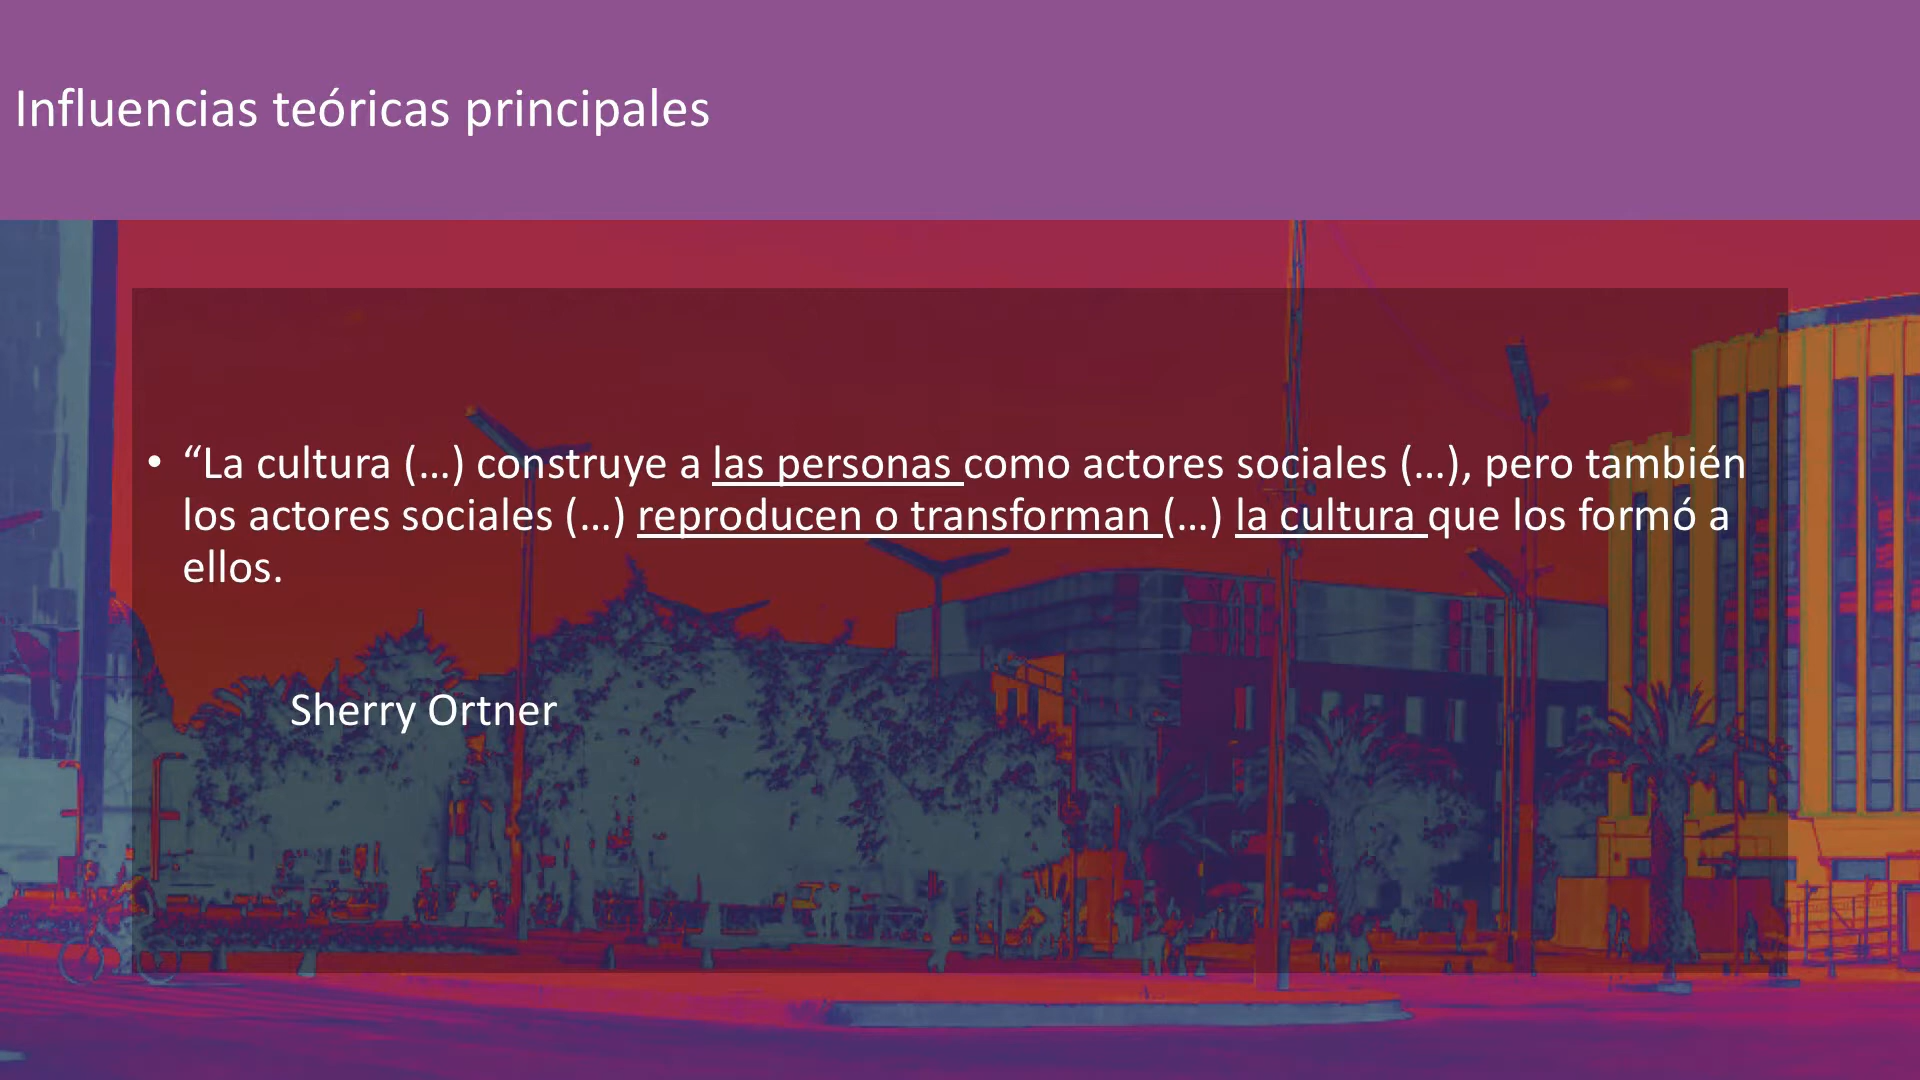 Influencias teóricas principales
• “La cultura (…) construye a las personas como actores sociales (…), pero también
los actores sociales (…) reproducen o transforman (…) la cultura que los formó a
ellos.
Sherry Ortner